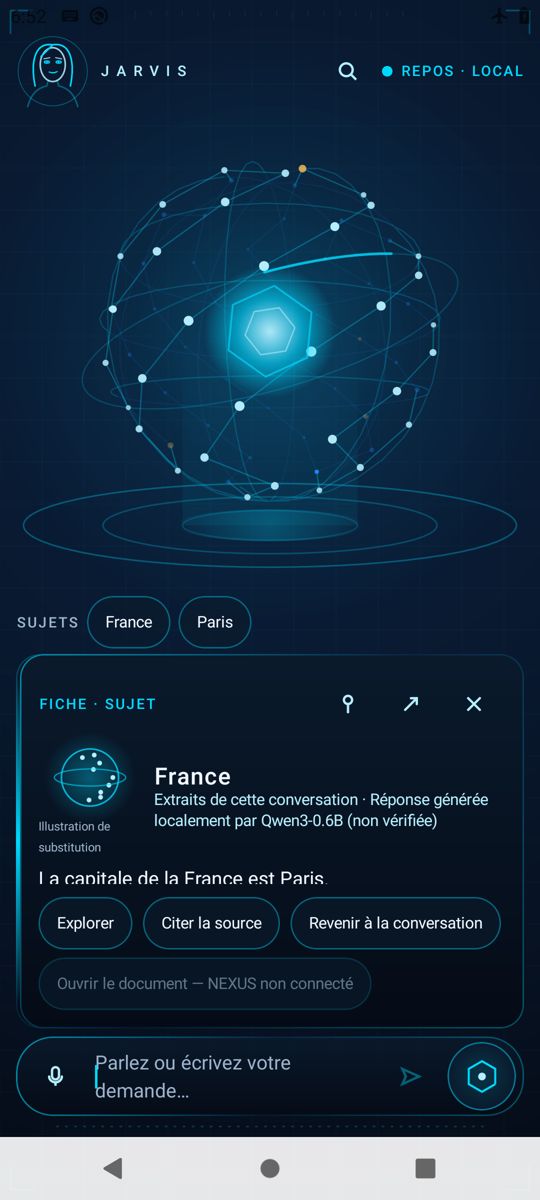 5:52
JARVIS
REPOS · LOCAL
SUJETS
France
Paris
FICHE · SUJET
France
Extraits de cette conversation · Réponse générée
localement par Qwen3-0.6B (non vérifiée)
Illustration de
substitution
La capitale de la France est Paris.
Explorer
Citer la source
Revenir à la conversation
Ouvrir le document — NEXUS non connecté
Parlez ou écrivez votre
demande…